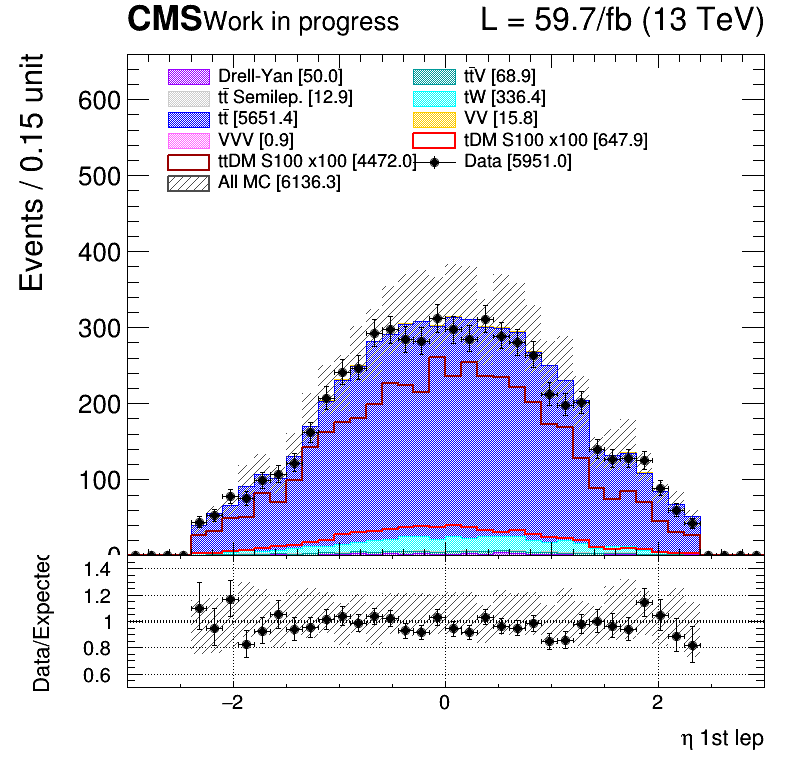 CMS Work in progress L = 59.7/fb (13 TeV)
Events / 0.15 unit
Drell-Yan [50.0] tt̄V [68.9]
tt̄ Semilep. [12.9] tW [336.4]
tt̄ [5651.4] VV [15.8]
VVV [0.9] tDM S100 x100 [647.9]
ttDM S100 x100 [4472.0] Data [5951.0]
All MC [6136.3]
600
500
400
300
200
100
0
Data/Expected
1.4
1.2
1
0.8
0.6
−2 0 2
η 1st lep